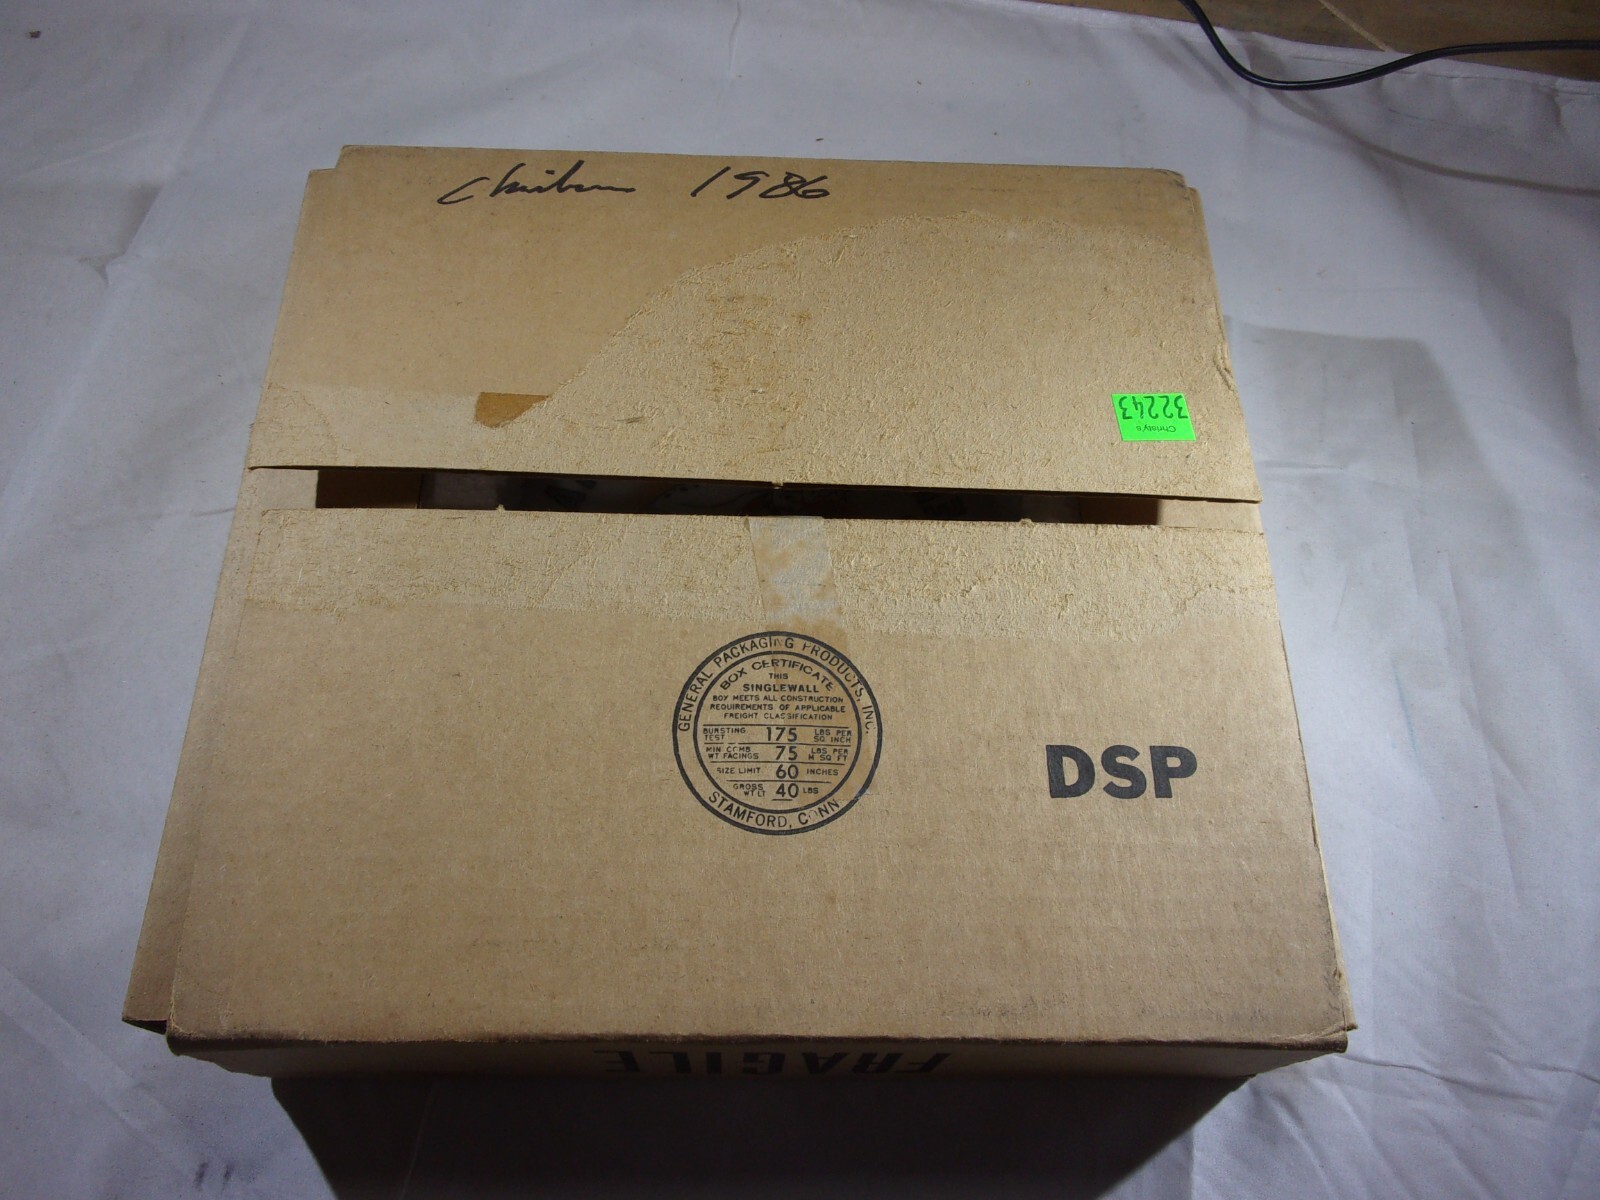 1986
Christy's
32243
GENERAL PACKAGING PRODUCTS, INC.
BOX CERTIFICATE
THIS
SINGLEWALL
BOX MEETS ALL CONSTRUCTION
REQUIREMENTS OF APPLICABLE
FREIGHT CLASSIFICATION
BURSTING TEST 175 LBS PER SQ INCH
MIN COMB WT FACINGS 75 LBS PER M SQ FT
SIZE LIMIT 60 INCHES
GROSS WT LT 40 LBS
STAMFORD, CONN
DSP
FRAGILE